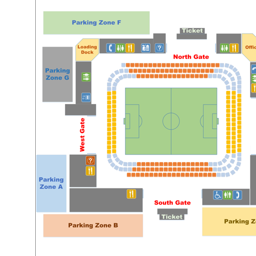 Parking Zone F
Ticket
Loading
Dock
Offi
North Gate
Parking
Zone G
?
West Gate
?
Parking
Zone A
South Gate
Ticket
Parking Zone B
Parking Z